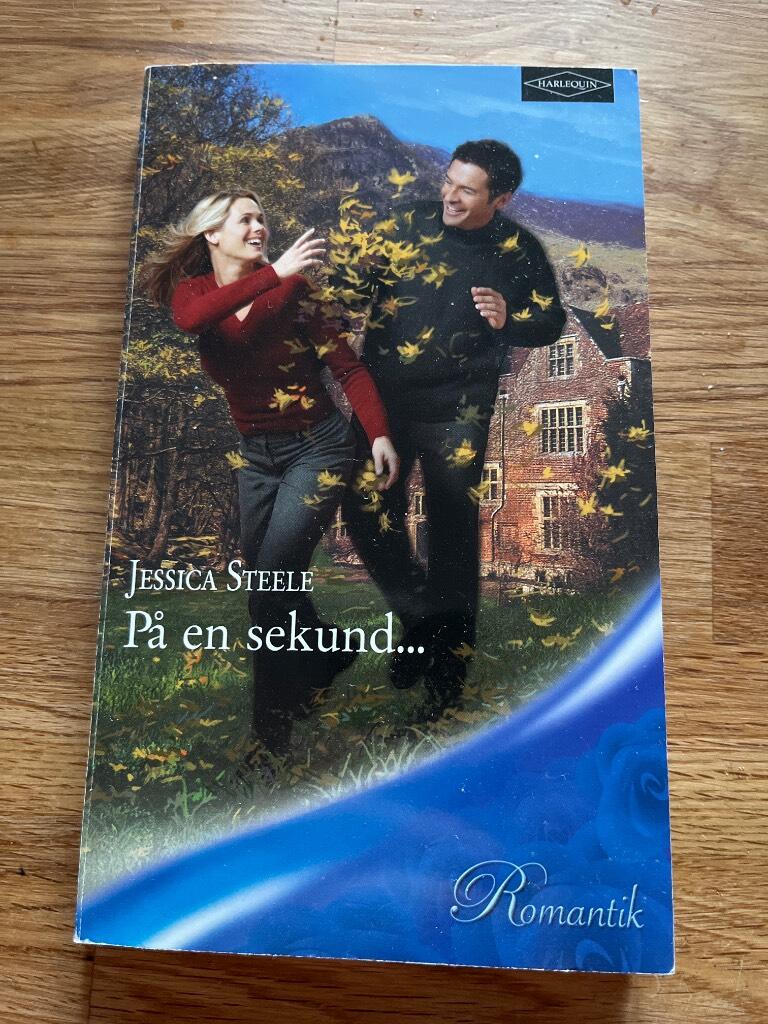 HARLEQUIN
JESSICA STEELE
På en sekund...
Romantik